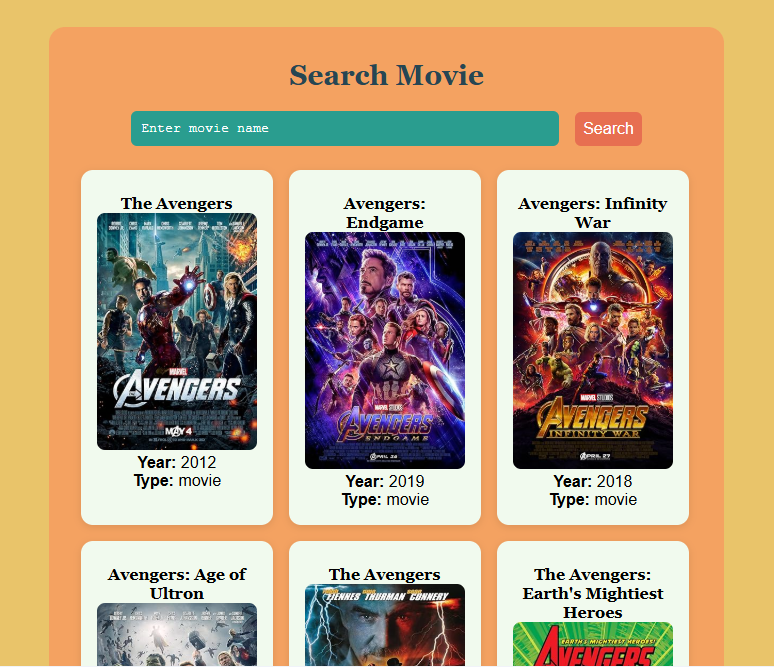 Search Movie
Enter movie name
Search
The Avengers
MARVEL
AVENGERS
MAY 4
Year: 2012
Type: movie
Avengers:
Endgame
MARVEL STUDIOS
AVENGERS
ENDGAME
APRIL 26
Year: 2019
Type: movie
Avengers: Infinity
War
MARVEL STUDIOS
AVENGERS
INFINITY WAR
APRIL 27
Year: 2018
Type: movie
Avengers: Age of
Ultron
The Avengers
FIENNES THURMAN CONNERY
The Avengers:
Earth's Mightiest
Heroes
EARTH'S MIGHTIEST HEROES!
AVENGERS